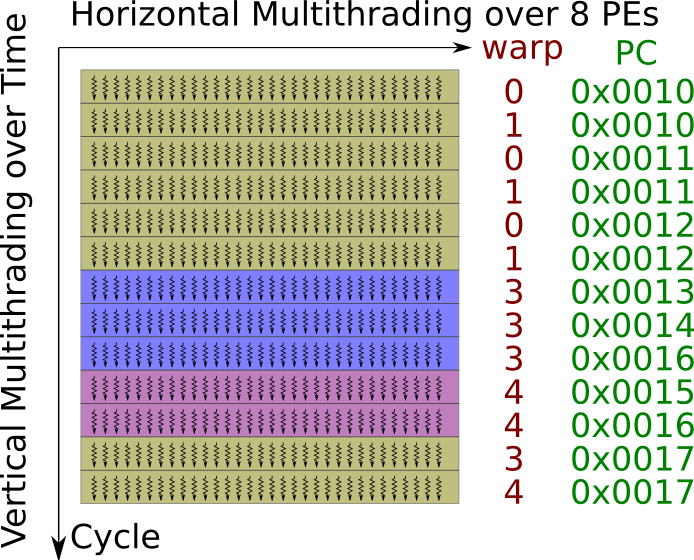 Horizontal Multithrading over 8 PEs
warp PC
Vertical Multithrading over Time
0 0x0010
1 0x0010
0 0x0011
1 0x0011
0 0x0012
1 0x0012
3 0x0013
3 0x0014
3 0x0016
4 0x0015
4 0x0016
3 0x0017
4 0x0017
Cycle